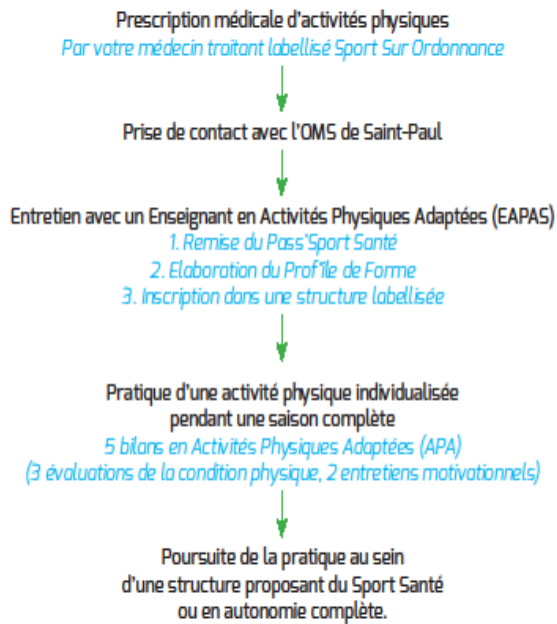 Prescription médicale d'activités physiques
Par votre médecin traitant labellisé Sport Sur Ordonnance
Prise de contact avec l'OMS de Saint-Paul
Entretien avec un Enseignant en Activités Physiques Adaptées (EAPAS)
1. Remise du Pass'Sport Santé
2. Elaboration du Prof'île de Forme
3. Inscription dans une structure labellisée
Pratique d'une activité physique individualisée
pendant une saison complète
5 bilans en Activités Physiques Adaptées (APA)
(3 évaluations de la condition physique, 2 entretiens motivationnels)
Poursuite de la pratique au sein
d'une structure proposant du Sport Santé
ou en autonomie complète.